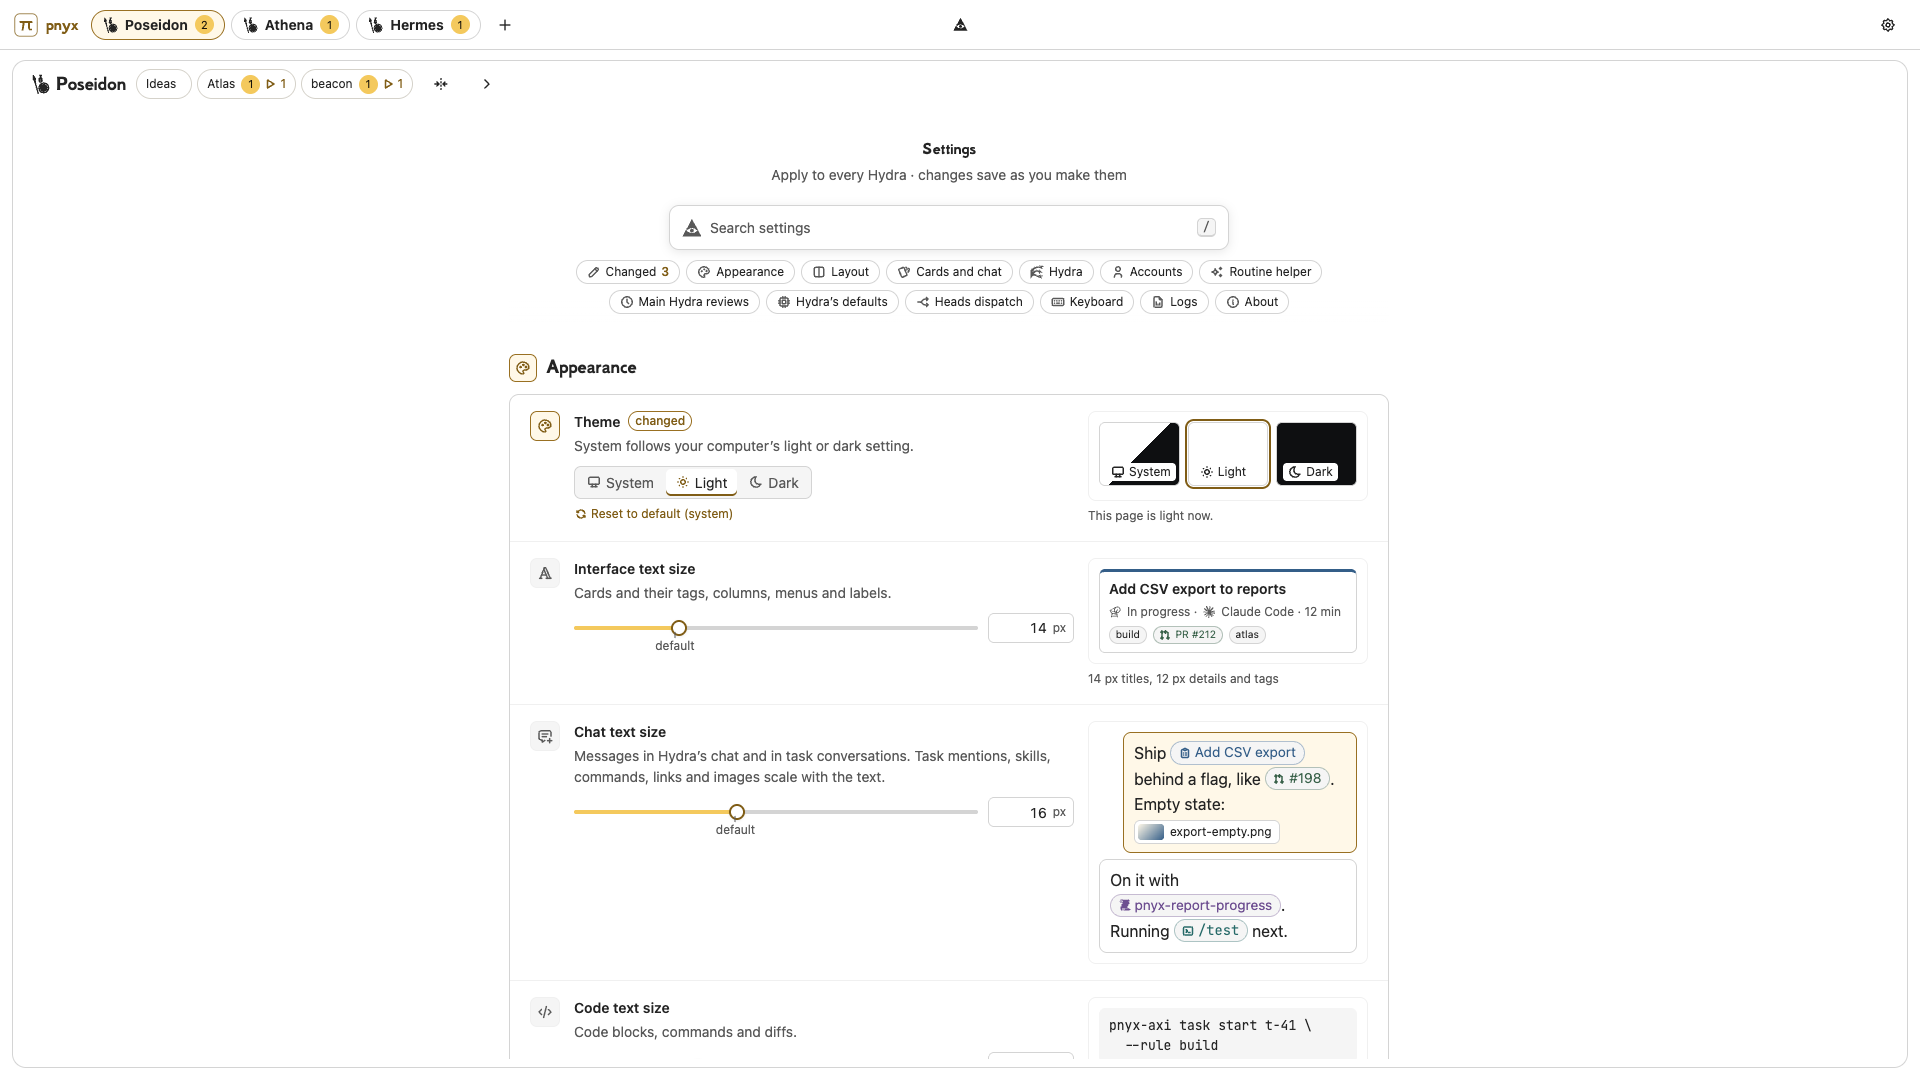 pnyx Poseidon 2 Athena 1 Hermes 1
Poseidon Ideas Atlas 1 1 beacon 1 1
Settings
Apply to every Hydra · changes save as you make them
Search settings /
Changed 3 Appearance Layout Cards and chat Hydra Accounts Routine helper
Main Hydra reviews Hydra’s defaults Heads dispatch Keyboard Logs About
Appearance
Theme changed
System follows your computer’s light or dark setting.
System Light Dark
Reset to default (system)
System Light Dark
This page is light now.
Interface text size
Cards and their tags, columns, menus and labels.
14 px
default
Add CSV export to reports
In progress · Claude Code · 12 min
build PR #212 atlas
14 px titles, 12 px details and tags
Chat text size
Messages in Hydra’s chat and in task conversations. Task mentions, skills,
commands, links and images scale with the text.
16 px
default
Ship Add CSV export
behind a flag, like #198.
Empty state:
export-empty.png
On it with
pnyx-report-progress.
Running /test next.
Code text size
Code blocks, commands and diffs.
pnyx-axi task start t-41 \
--rule build